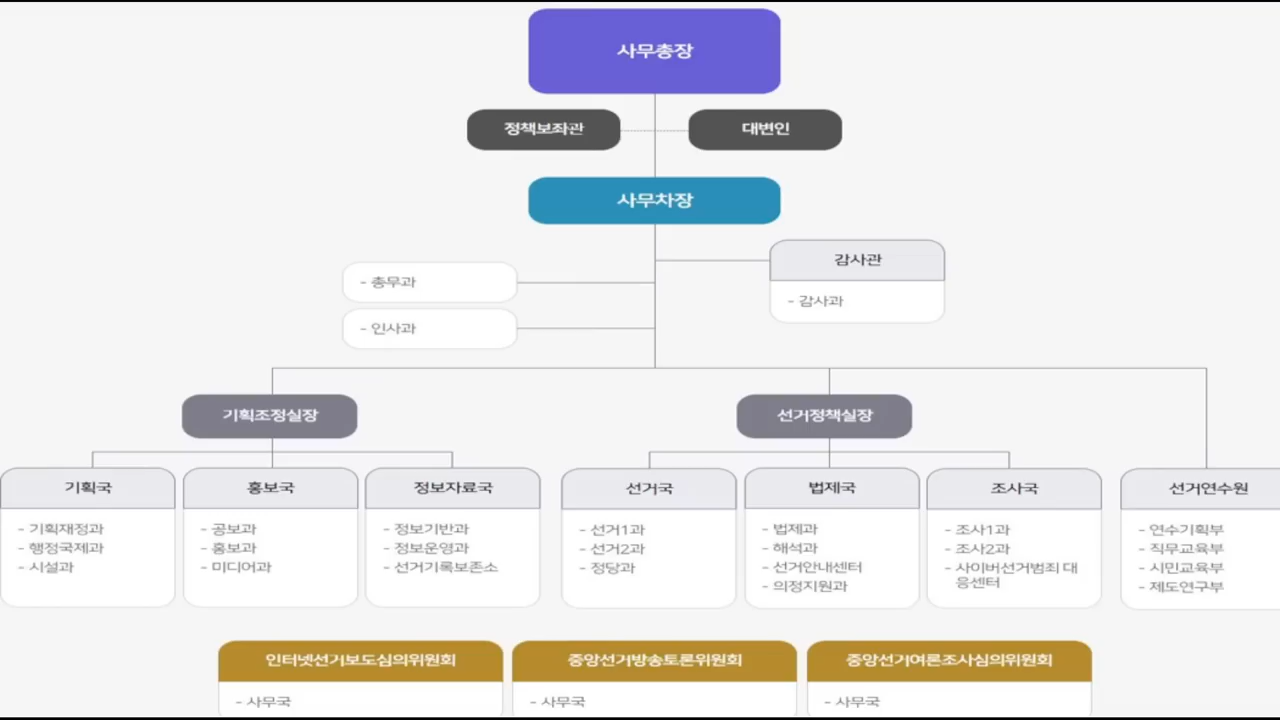 사무총장
정책보좌관
대변인
사무차장
감사관
- 감사과
- 총무과
- 인사과
기획조정실장
선거정책실장
기획국
- 기획재정과
- 행정국제과
- 시설과
홍보국
- 공보과
- 홍보과
- 미디어과
정보자료국
- 정보기반과
- 정보운영과
- 선거기록보존소
선거국
- 선거1과
- 선거2과
- 정당과
법제국
- 법제과
- 해석과
- 선거안내센터
- 의정지원과
조사국
- 조사1과
- 조사2과
- 사이버선거범죄 대
응센터
선거연수원
- 연수기획부
- 직무교육부
- 시민교육부
- 제도연구부
인터넷선거보도심의위원회
- 사무국
중앙선거방송토론위원회
- 사무국
중앙선거여론조사심의위원회
- 사무국